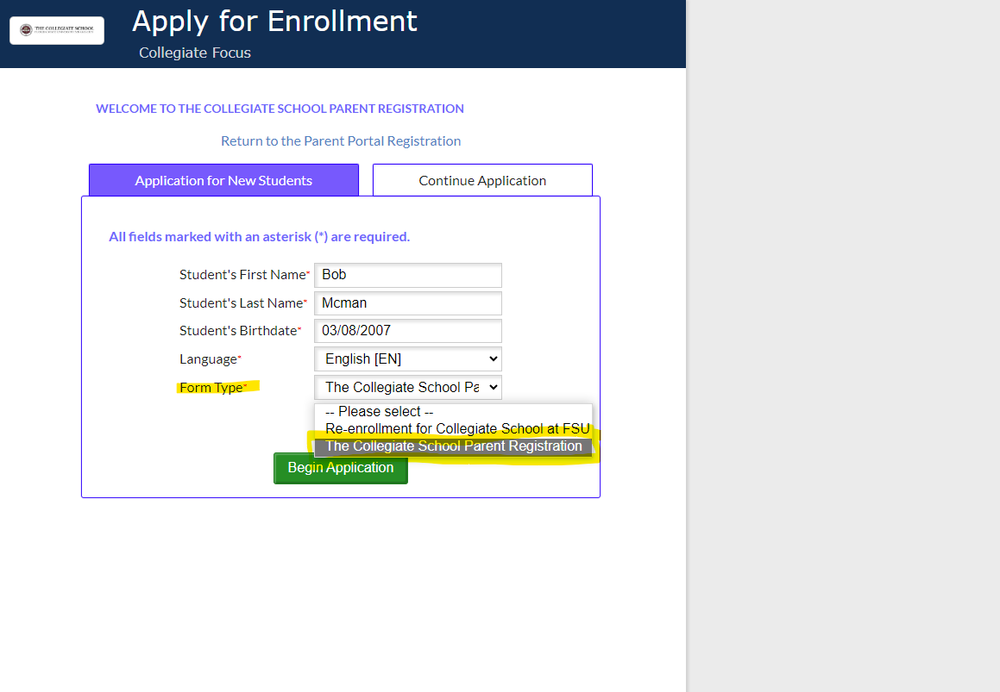 THE COLLEGIATE SCHOOL
Apply for Enrollment
Collegiate Focus
WELCOME TO THE COLLEGIATE SCHOOL PARENT REGISTRATION
Return to the Parent Portal Registration
Application for New Students
Continue Application
All fields marked with an asterisk (*) are required.
Student's First Name* Bob
Student's Last Name* Mcman
Student's Birthdate* 03/08/2007
Language* English [EN]
Form Type* The Collegiate School Pa
-- Please select --
Re-enrollment for Collegiate School at FSU
The Collegiate School Parent Registration
Begin Application